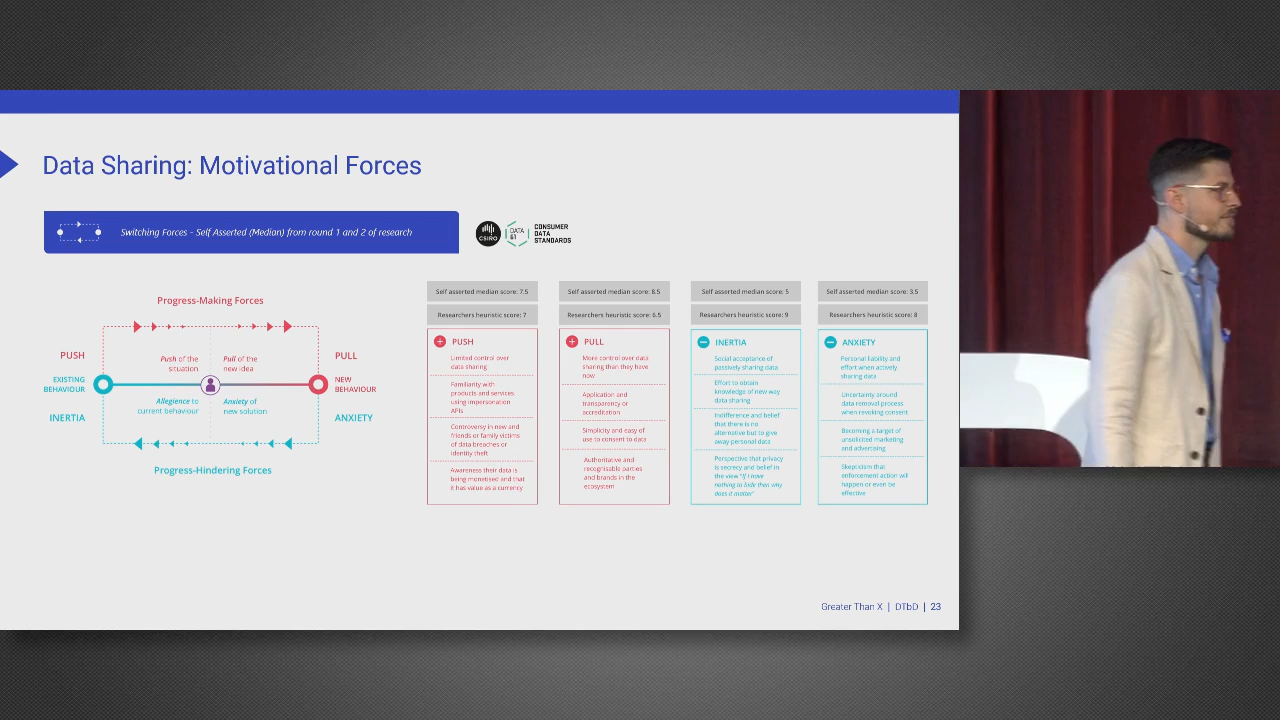 Data Sharing: Motivational Forces
Switching Forces - Self Asserted (Median) from round 1 and 2 of research
CSIRO
DATA
61
CONSUMER
DATA
STANDARDS
Progress-Making Forces
PUSH
Push of the
situation
Pull of the
new idea
PULL
EXISTING
BEHAVIOUR
NEW
BEHAVIOUR
INERTIA
Allegience to
current behaviour
Anxiety of
new solution
ANXIETY
Progress-Hindering Forces
Self asserted median score: 7.5
Researchers heuristic score: 7
PUSH
Limited control over
data sharing
Familiarity with
products and services
using impersonation
APIs
Controversy in new and
friends or family victims
of data breaches or
identity theft
Awareness their data is
being monetised and that
it has value as a currency
Self asserted median score: 8.5
Researchers heuristic score: 6.5
PULL
More control over data
sharing than they have
now
Application and
transparency or
accreditation
Simplicity and easy of
use to consent to data
Authoritative and
recognisable parties
and brands in the
ecosystem
Self asserted median score: 5
Researchers heuristic score: 9
INERTIA
Social acceptance of
passively sharing data
Effort to obtain
knowledge of new way
data sharing
Indifference and belief
that there is no
alternative but to give
away personal data
Perspective that privacy
is secrecy and belief in
the view "If I have
nothing to hide then why
does it matter"
Self asserted median score: 3.5
Researchers heuristic score: 8
ANXIETY
Personal liability and
effort when actively
sharing data
Uncertainty around
data removal process
when revoking consent
Becoming a target of
unsolicited marketing
and advertising
Skepticism that
enforcement action will
happen or even be
effective
Greater Than X | DTbD | 23